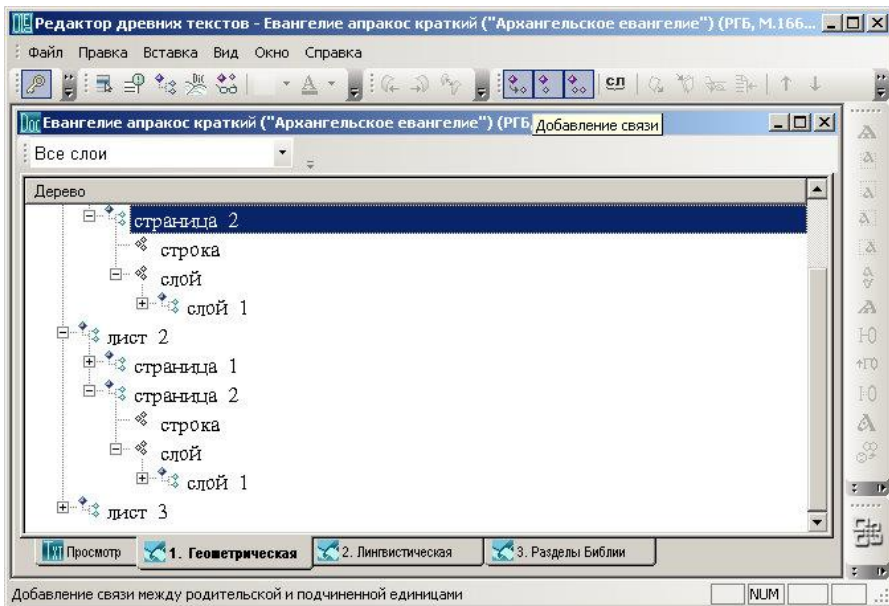 Редактор древних текстов - Евангелие апракос краткий ("Архангельское евангелие") (РГБ, М.166...
Файл Правка Вставка Вид Окно Справка
сл
Евангелие апракос краткий ("Архангельское евангелие") (РГБ,
Добавление связи
Все слои
Дерево
страница 2
строка
слой
слой 1
лист 2
страница 1
страница 2
строка
слой
слой 1
лист 3
Просмотр 1. Геометрическая 2. Лингвистическая 3. Разделы Библии
Добавление связи между родительской и подчиненной единицами NUM